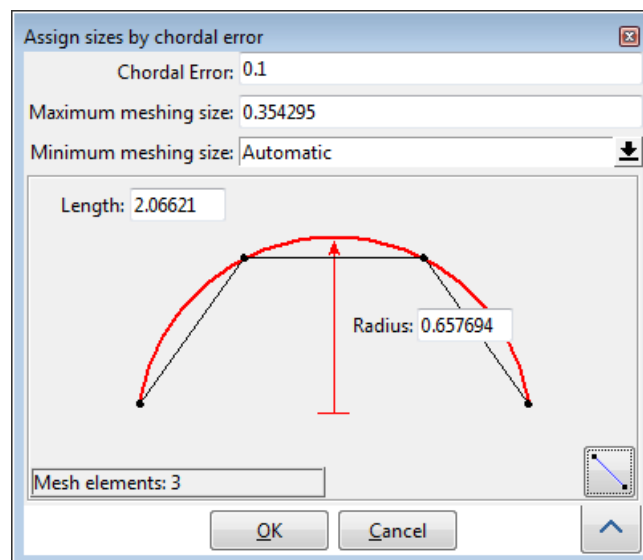 Assign sizes by chordal error
Chordal Error: 0.1
Maximum meshing size: 0.354295
Minimum meshing size: Automatic
Length: 2.06621
Radius: 0.657694
Mesh elements: 3
OK Cancel